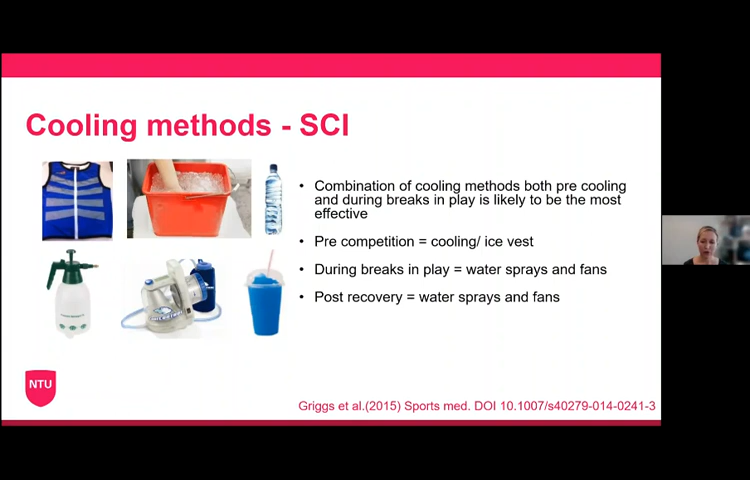 Cooling methods - SCI
• Combination of cooling methods both pre cooling
and during breaks in play is likely to be the most
effective
• Pre competition = cooling/ ice vest
• During breaks in play = water sprays and fans
• Post recovery = water sprays and fans
NTU
Griggs et al.(2015) Sports med. DOI 10.1007/s40279-014-0241-3